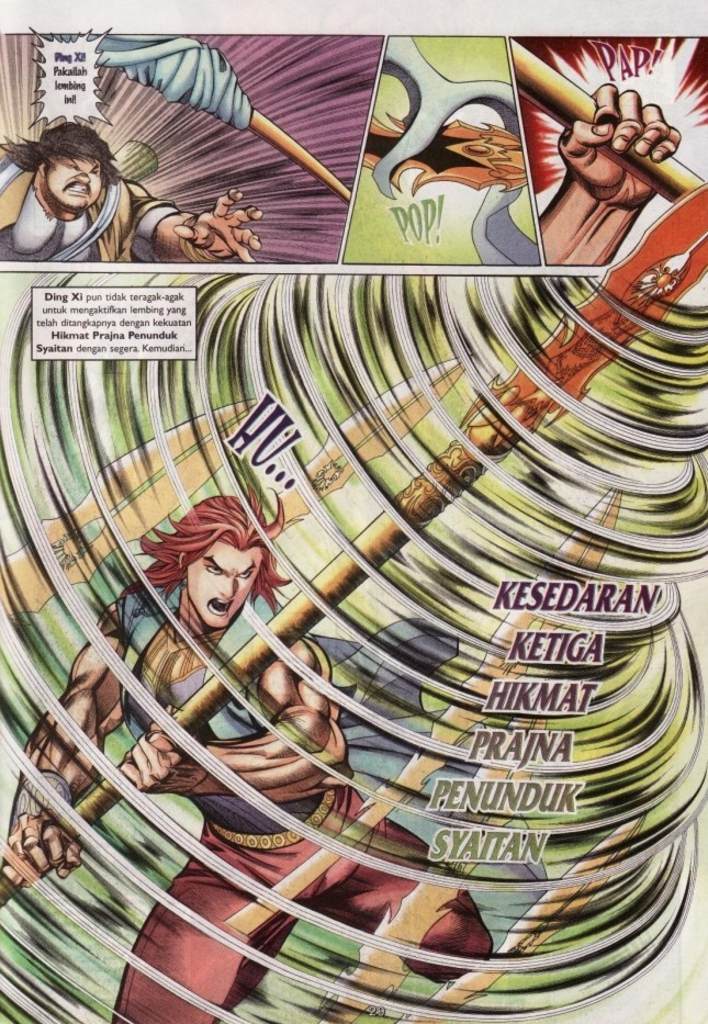 Ding Xi!
Pakailah
lembing
ini!
POP!
PAP!
Ding Xi pun tidak teragak-agak
untuk mengaktifkan lembing yang
telah ditangkapnya dengan kekuatan
Hikmat Prajna Penunduk
Syaitan dengan segera. Kemudian...
HU...
KESEDARAN
KETIGA
HIKMAT
PRAJNA
PENUNDUK
SYAITAN
29